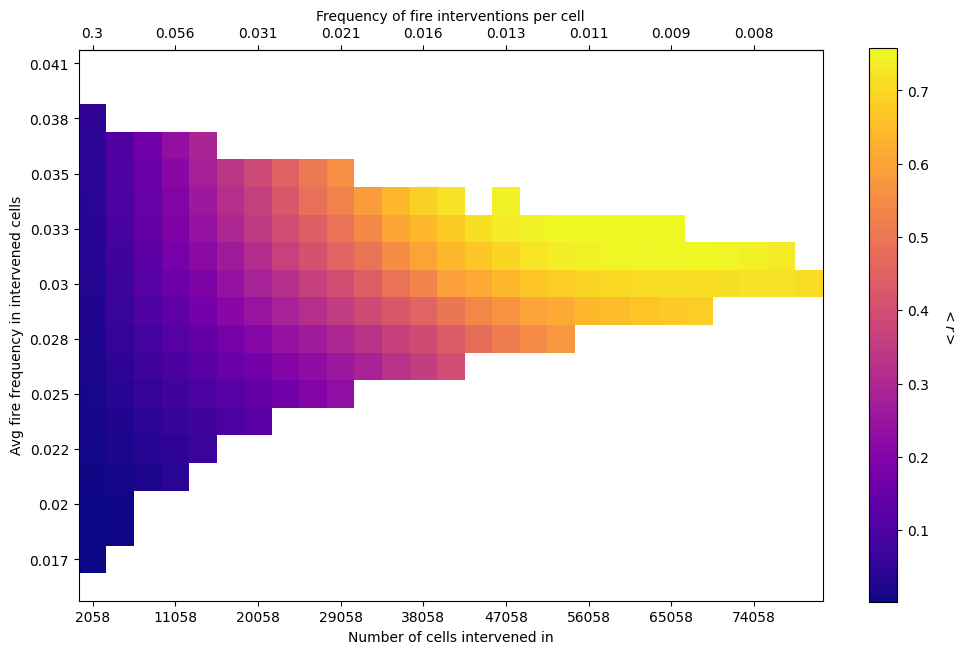 Frequency of fire interventions per cell
0.3 0.056 0.031 0.021 0.016 0.013 0.011 0.009 0.008
0.041
0.038
0.035
0.033
0.03
0.028
0.025
0.022
0.02
0.017
Avg fire frequency in intervened cells
2058 11058 20058 29058 38058 47058 56058 65058 74058
Number of cells intervened in
0.7
0.6
0.5
0.4
0.3
0.2
0.1
< r >